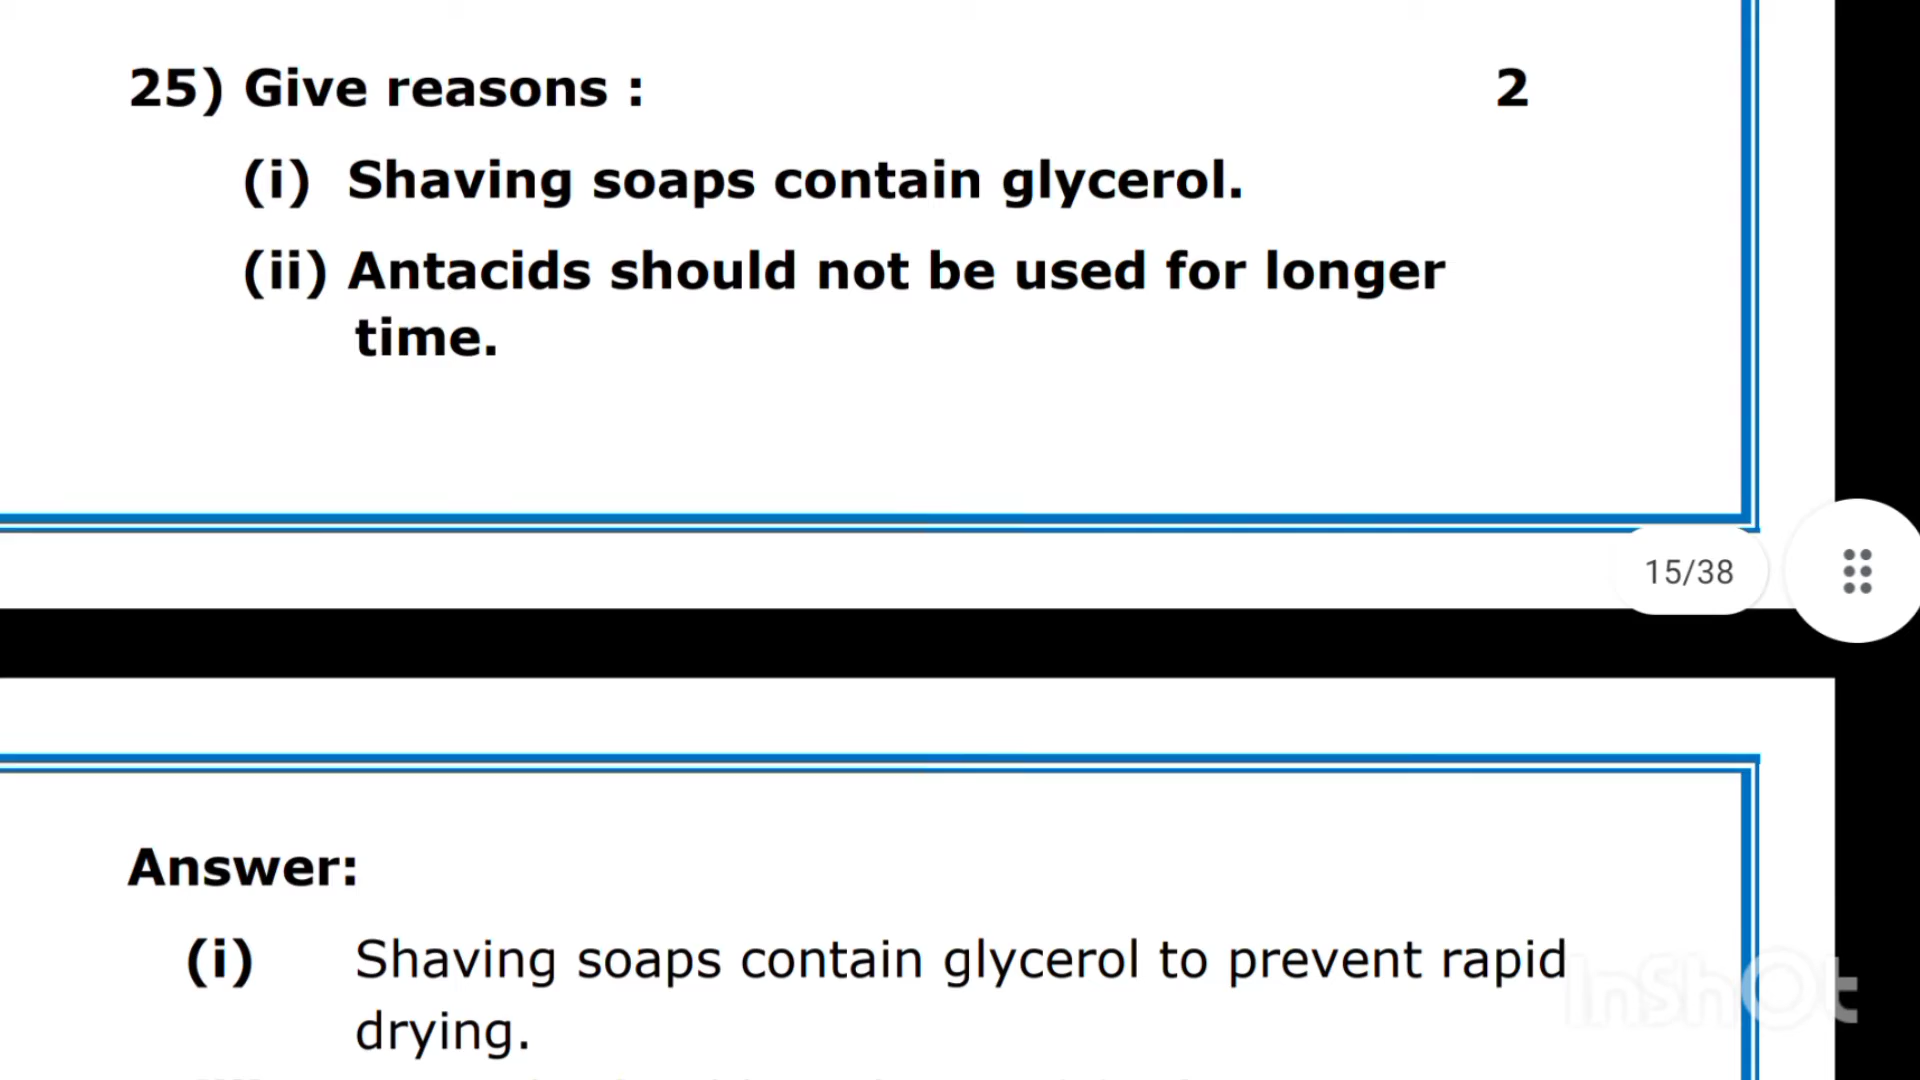 25) Give reasons : 2
(i) Shaving soaps contain glycerol.
(ii) Antacids should not be used for longer
time.
15/38
Answer:
(i) Shaving soaps contain glycerol to prevent rapid
drying.
InShOt